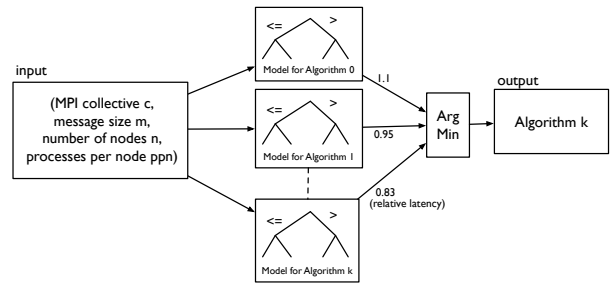 input
(MPI collective c,
message size m,
number of nodes n,
processes per node ppn)
<= >
Model for Algorithm 0
<= >
Model for Algorithm 1
<= >
Model for Algorithm k
1.1
0.95
0.83
(relative latency)
Arg
Min
output
Algorithm k